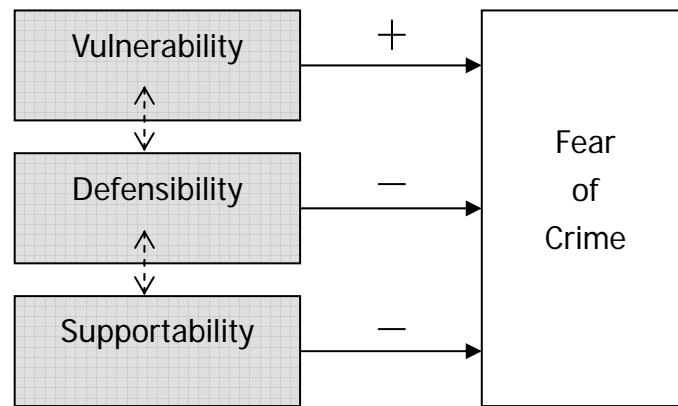 Vulnerability
+
Defensibility
—
Supportability
—
Fear
of
Crime